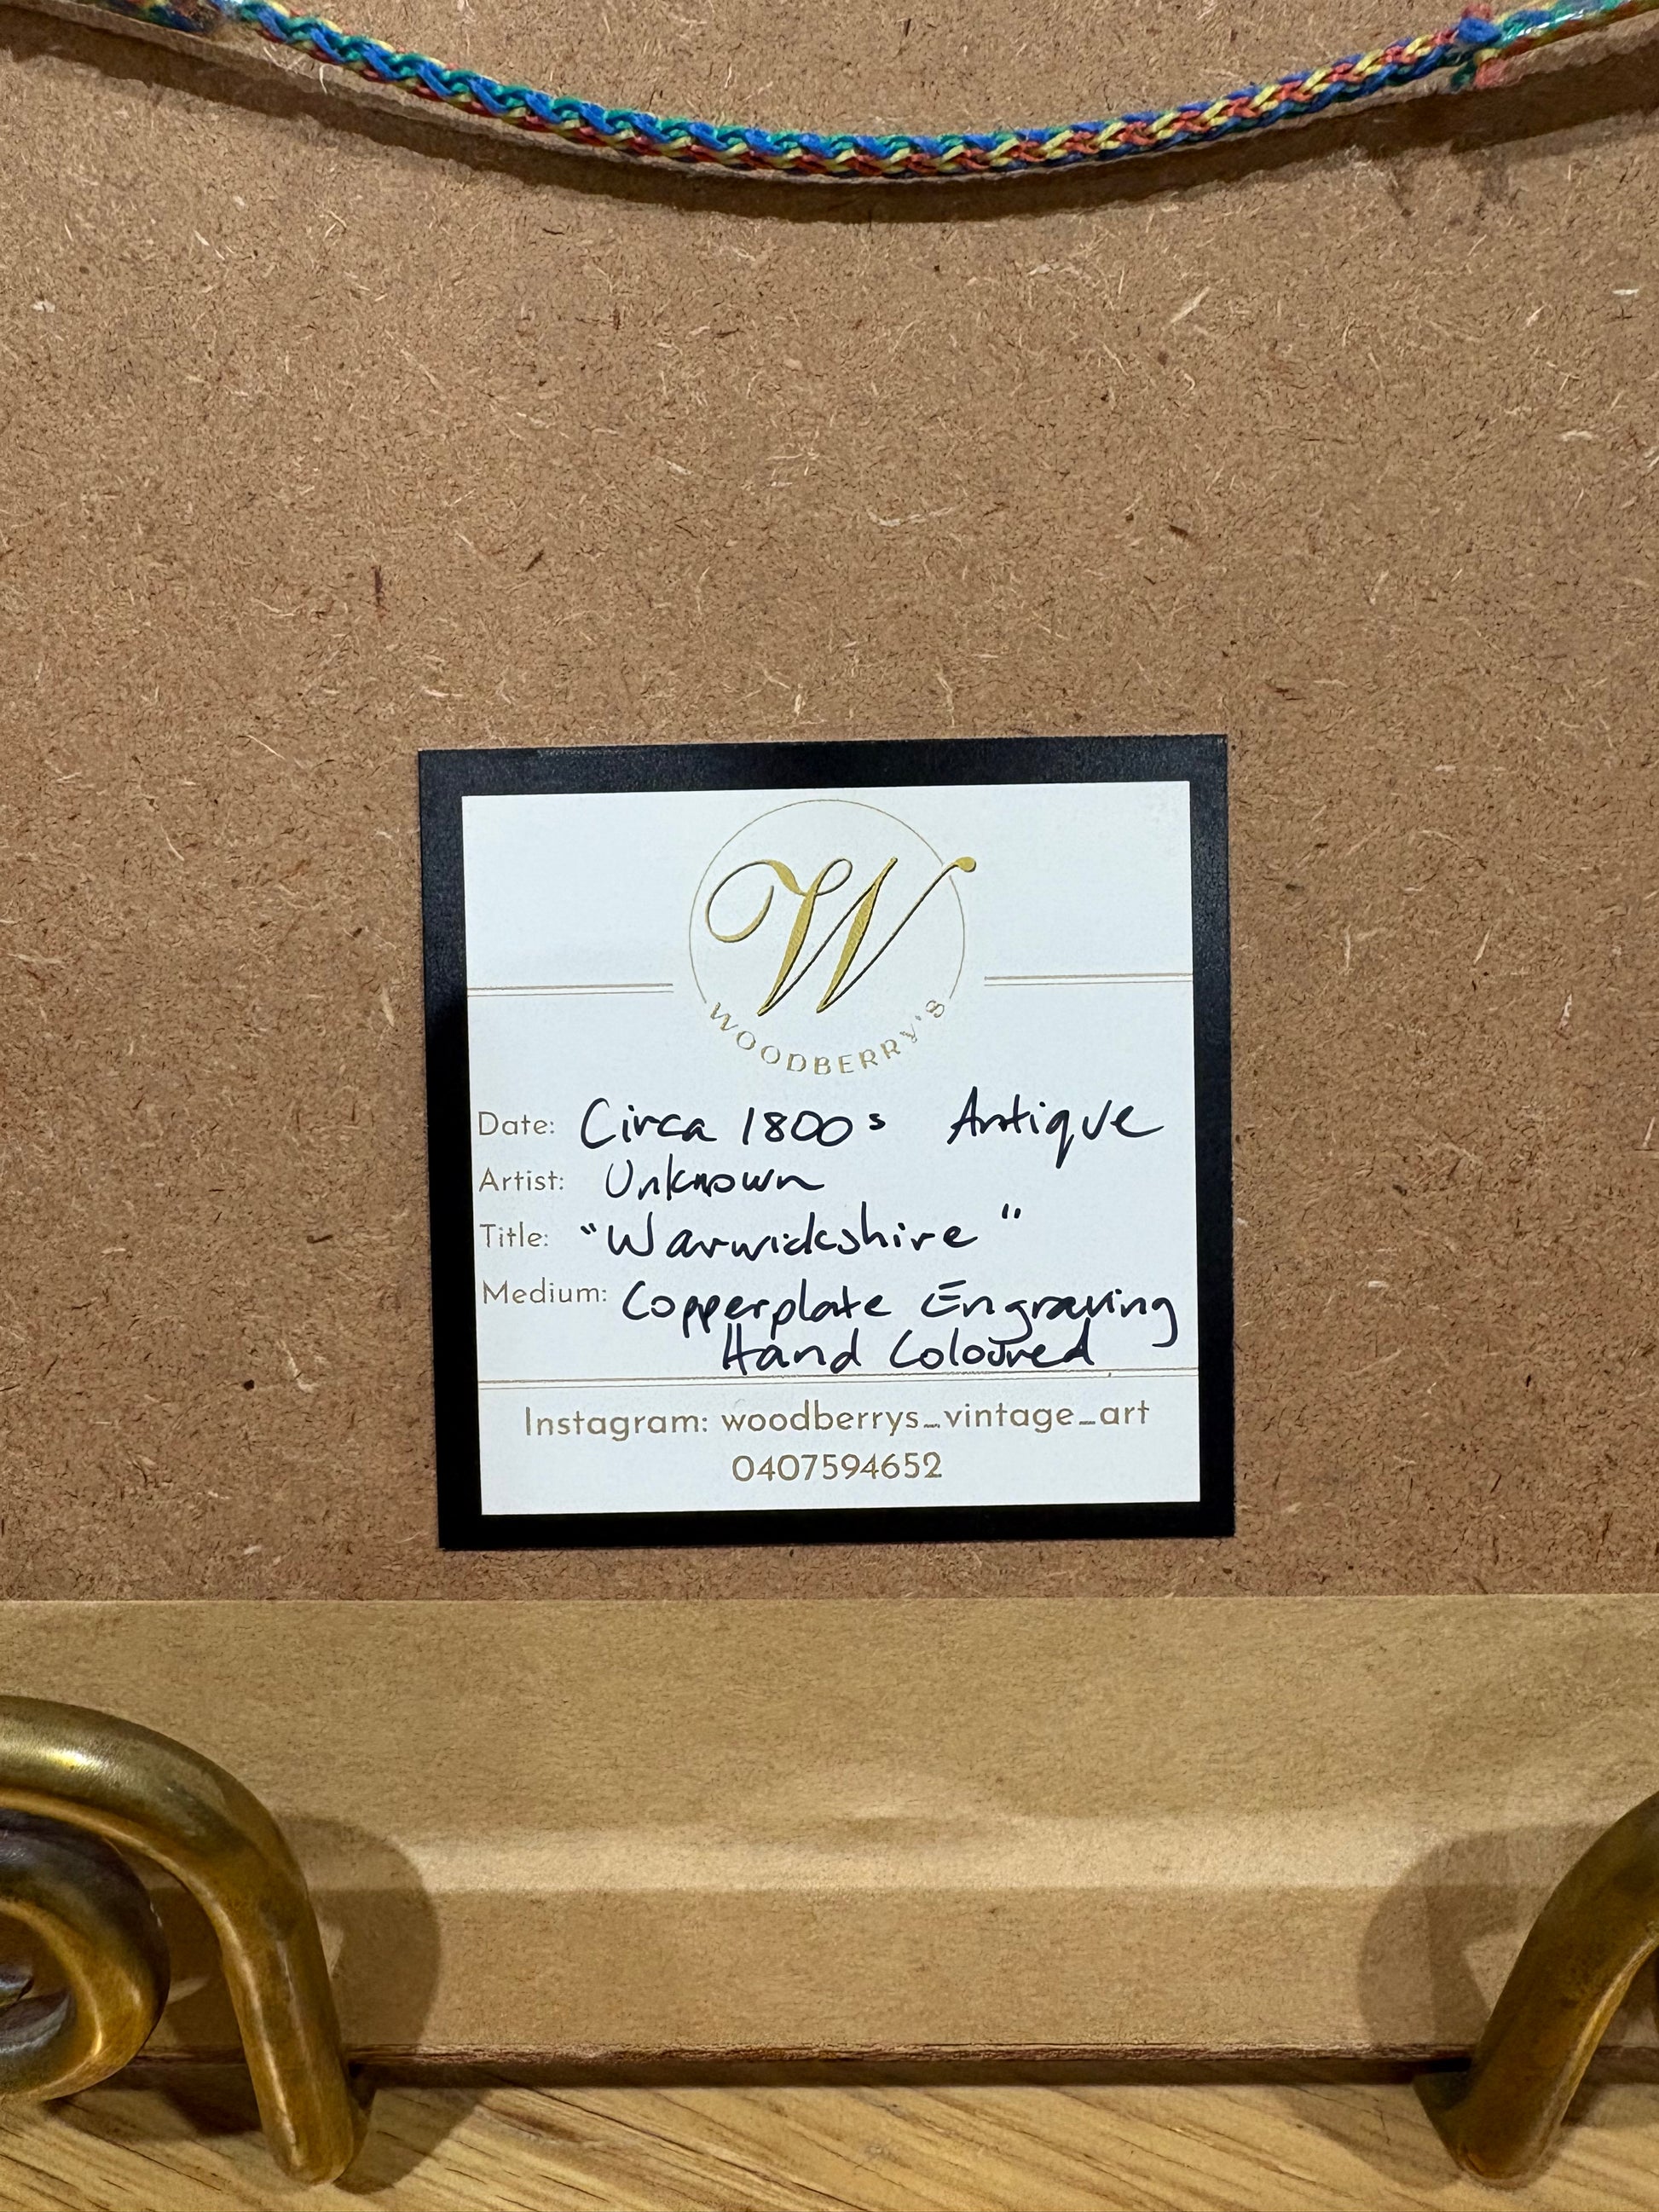 W
WOODBERRY'S
Date: Circa 1800s Antique
Artist: Unknown
Title: "Warwickshire"
Medium: Copperplate Engraving
Hand Coloured
Instagram: woodberrys_vintage_art
0407594652